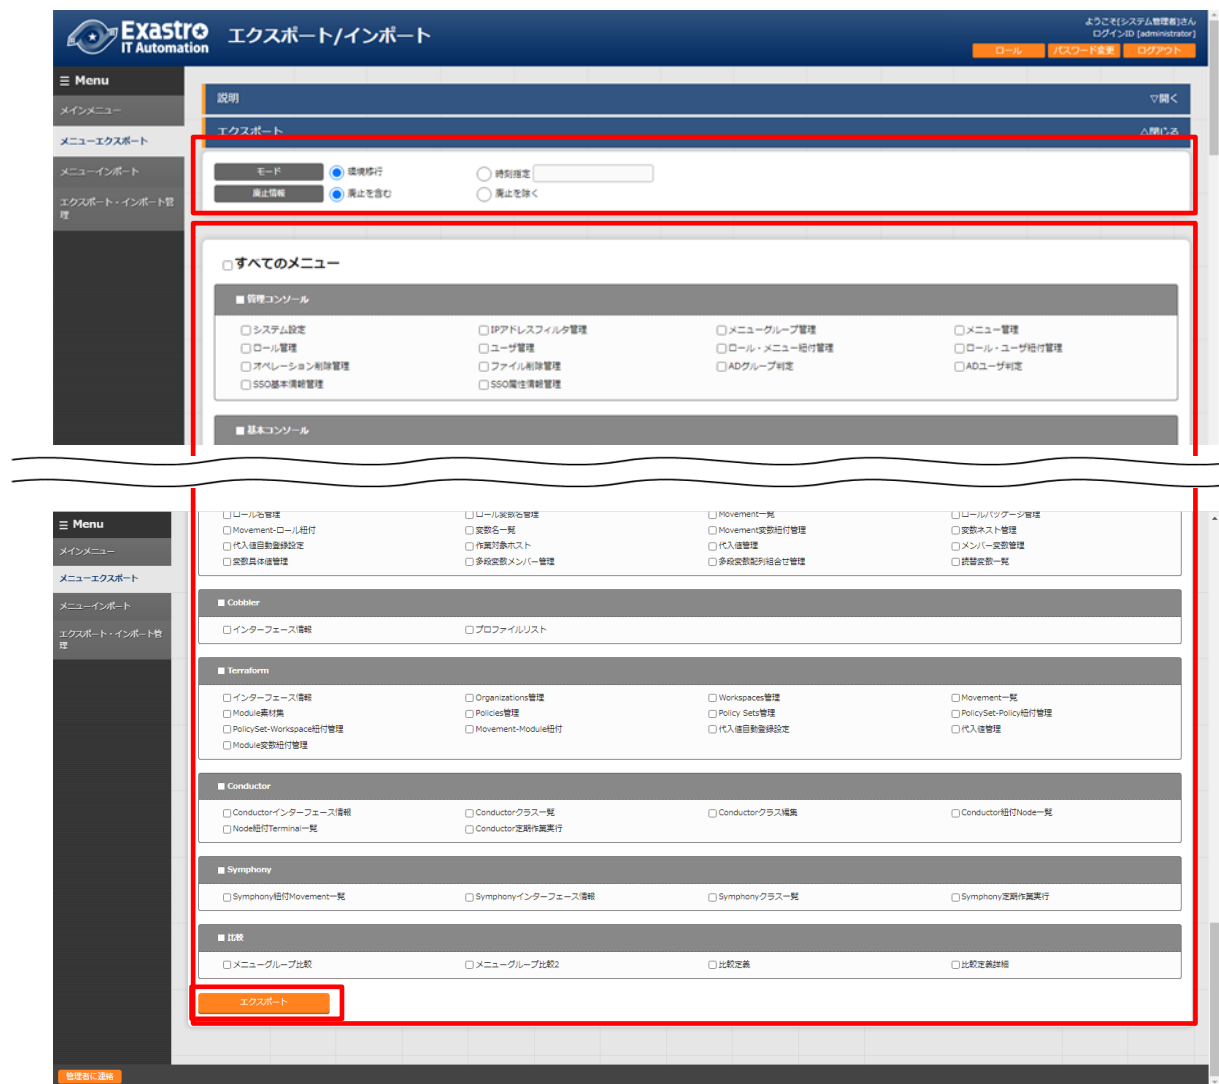 Exastro
IT Automation
エクスポート/インポート
ようこそ[システム管理者]さん
ログインID [administrator]
ロール パスワード変更 ログアウト
☰ Menu
メインメニュー
メニューエクスポート
メニューインポート
エクスポート・インポート管
理
説明 ▽開く
エクスポート △閉じる
モード 環境移行 時刻指定
廃止情報 廃止を含む 廃止を除く
すべてのメニュー
■ 管理コンソール
システム設定 IPアドレスフィルタ管理 メニューグループ管理 メニュー管理
ロール管理 ユーザ管理 ロール・メニュー紐付管理 ロール・ユーザ紐付管理
オペレーション削除管理 ファイル削除管理 ADグループ判定 ADユーザ判定
SSO基本情報管理 SSO属性情報管理
■ 基本コンソール
☰ Menu
メインメニュー
メニューエクスポート
メニューインポート
エクスポート・インポート管
理
ロール名管理 ロール変数名管理 Movement一覧 ロールパッケージ管理
Movement-ロール紐付 変数名一覧 Movement変数紐付管理 変数ネスト管理
代入値自動登録設定 作業対象ホスト 代入値管理 メンバー変数管理
変数具体値管理 多段変数メンバー管理 多段変数配列組合せ管理 読替変数一覧
■ Cobbler
インターフェース情報 プロファイルリスト
■ Terraform
インターフェース情報 Organizations管理 Workspaces管理 Movement一覧
Module素材集 Policies管理 Policy Sets管理 PolicySet-Policy紐付管理
PolicySet-Workspace紐付管理 Movement-Module紐付 代入値自動登録設定 代入値管理
Module変数紐付管理
■ Conductor
Conductorインターフェース情報 Conductorクラス一覧 Conductorクラス編集 Conductor紐付Node一覧
Node紐付Terminal一覧 Conductor定期作業実行
■ Symphony
Symphony紐付Movement一覧 Symphonyインターフェース情報 Symphonyクラス一覧 Symphony定期作業実行
■ 比較
メニューグループ比較 メニューグループ比較2 比較定義 比較定義詳細
エクスポート
管理者に連絡